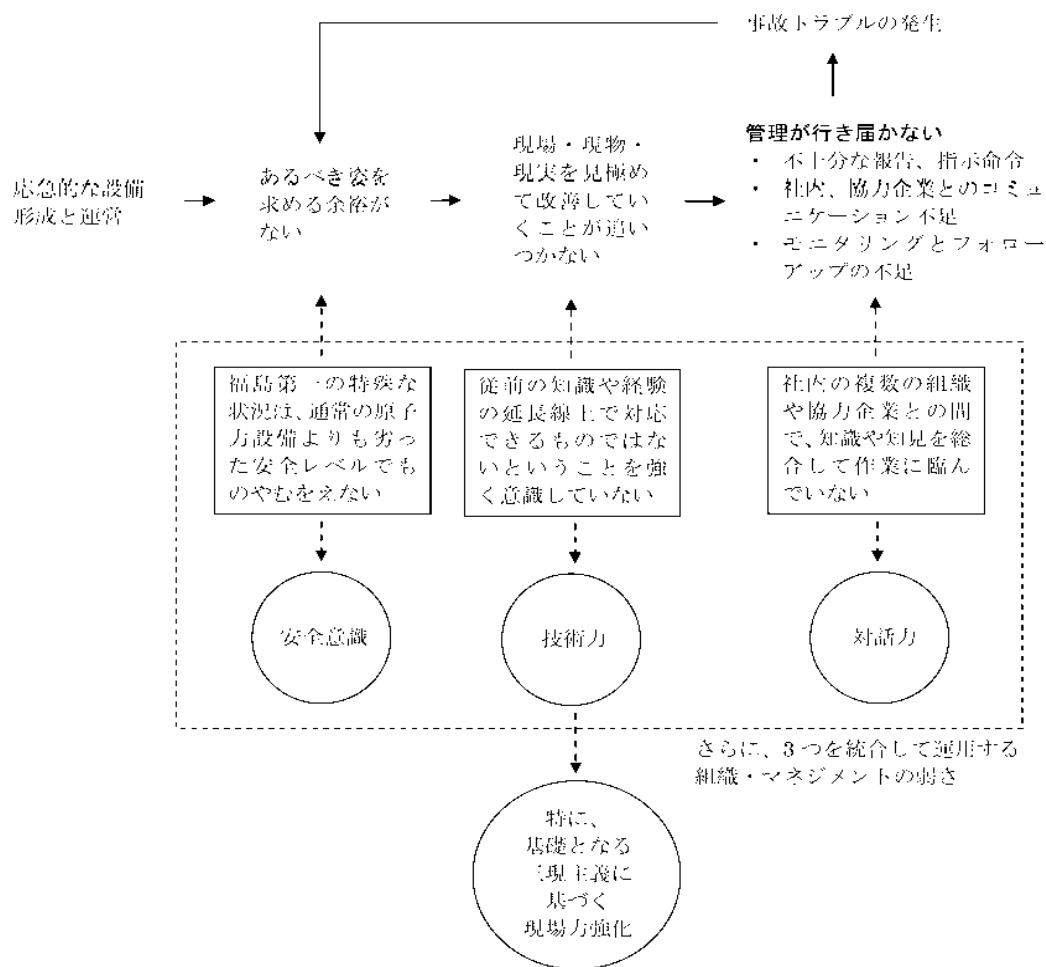 事故トラブルの発生
応急的な設備
形成と運営
あるべき姿を
求める余裕が
ない
現場・現物・
現実を見極め
て改善してい
くことが追い
つかない
管理が行き届かない
・ 不十分な報告、指示命令
・ 社内、協力企業とのコミュ
ニケーション不足
・ モニタリングとフォロー
アップの不足
福島第一の特殊な
状況は、通常の原子
力設備よりも劣っ
た安全レベルでも
のやむをえない
従前の知識や経験
の延長線上で対応
できるものではな
いということを強
く意識していない
社内の複数の組織
や協力企業との間
で、知識や知見を総
合して作業に臨ん
でいない
安全意識
技術力
対話力
さらに、3つを統合して運用する
組織・マネジメントの弱さ
特に、
基礎となる
三現主義に
基づく
現場力強化